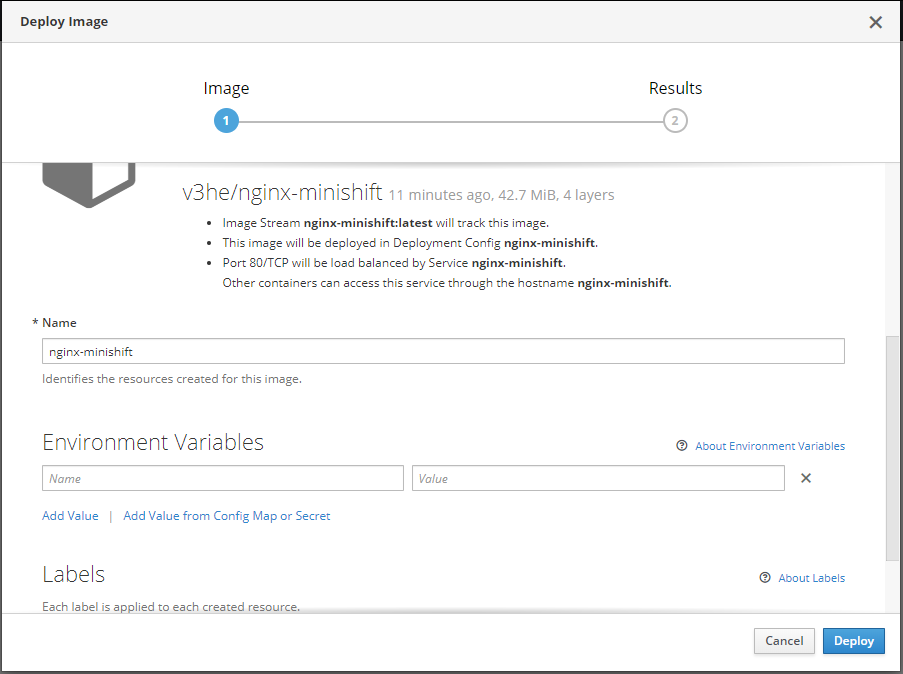 Deploy Image
Image
Results
1
2
v3he/nginx-minishift 11 minutes ago, 42.7 MiB, 4 layers
• Image Stream nginx-minishift:latest will track this image.
• This image will be deployed in Deployment Config nginx-minishift.
• Port 80/TCP will be load balanced by Service nginx-minishift.
Other containers can access this service through the hostname nginx-minishift.
* Name
nginx-minishift
Identifies the resources created for this image.
Environment Variables
About Environment Variables
Name
Value
Add Value | Add Value from Config Map or Secret
Labels
About Labels
Each label is applied to each created resource.
Cancel
Deploy